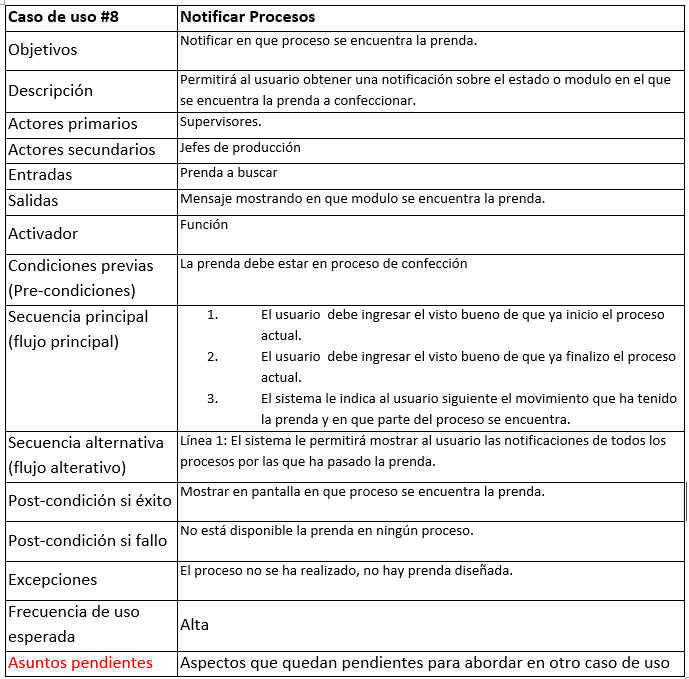 Caso de uso #8 Notificar Procesos
Objetivos Notificar en que proceso se encuentra la prenda.
Descripción Permitirá al usuario obtener una notificación sobre el estado o modulo en el que
se encuentra la prenda a confeccionar.
Actores primarios Supervisores.
Actores secundarios Jefes de producción
Entradas Prenda a buscar
Salidas Mensaje mostrando en que modulo se encuentra la prenda.
Activador Función
Condiciones previas La prenda debe estar en proceso de confección
(Pre-condiciones)
Secuencia principal
(flujo principal)
1. El usuario debe ingresar el visto bueno de que ya inicio el proceso
actual.
2. El usuario debe ingresar el visto bueno de que ya finalizo el proceso
actual.
3. El sistema le indica al usuario siguiente el movimiento que ha tenido
la prenda y en que parte del proceso se encuentra.
Secuencia alternativa
(flujo alterativo)
Línea 1: El sistema le permitirá mostrar al usuario las notificaciones de todos los
procesos por las que ha pasado la prenda.
Post-condición si éxito Mostrar en pantalla en que proceso se encuentra la prenda.
Post-condición si fallo No está disponible la prenda en ningún proceso.
Excepciones El proceso no se ha realizado, no hay prenda diseñada.
Frecuencia de uso
esperada
Alta
Asuntos pendientes Aspectos que quedan pendientes para abordar en otro caso de uso